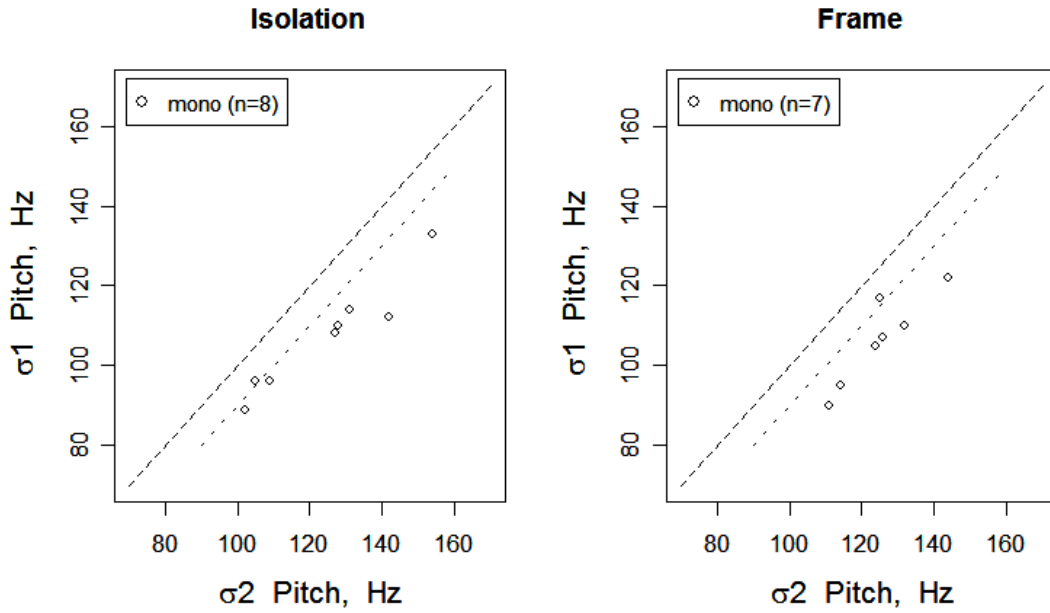 Isolation
mono (n=8)
σ1 Pitch, Hz
80 100 120 140 160
80 100 120 140 160
σ2 Pitch, Hz
Frame
mono (n=7)
σ1 Pitch, Hz
80 100 120 140 160
80 100 120 140 160
σ2 Pitch, Hz